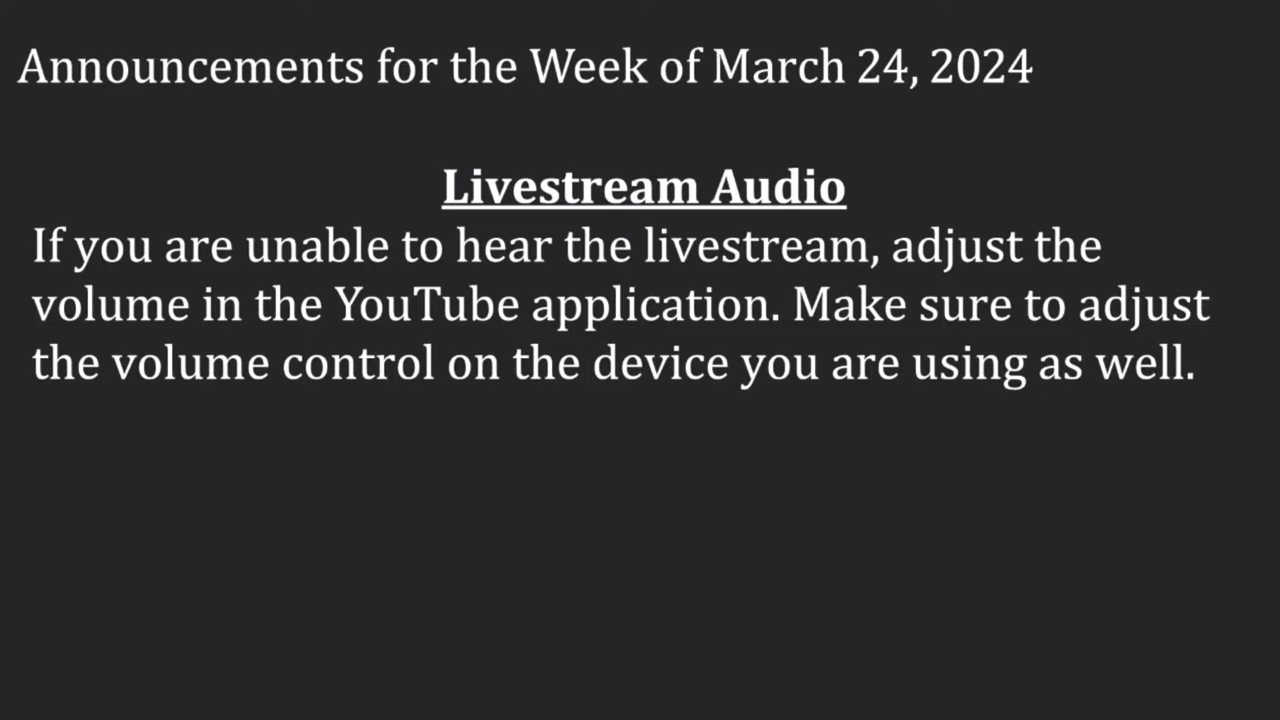 Announcements for the Week of March 24, 2024
Livestream Audio
If you are unable to hear the livestream, adjust the
volume in the YouTube application. Make sure to adjust
the volume control on the device you are using as well.